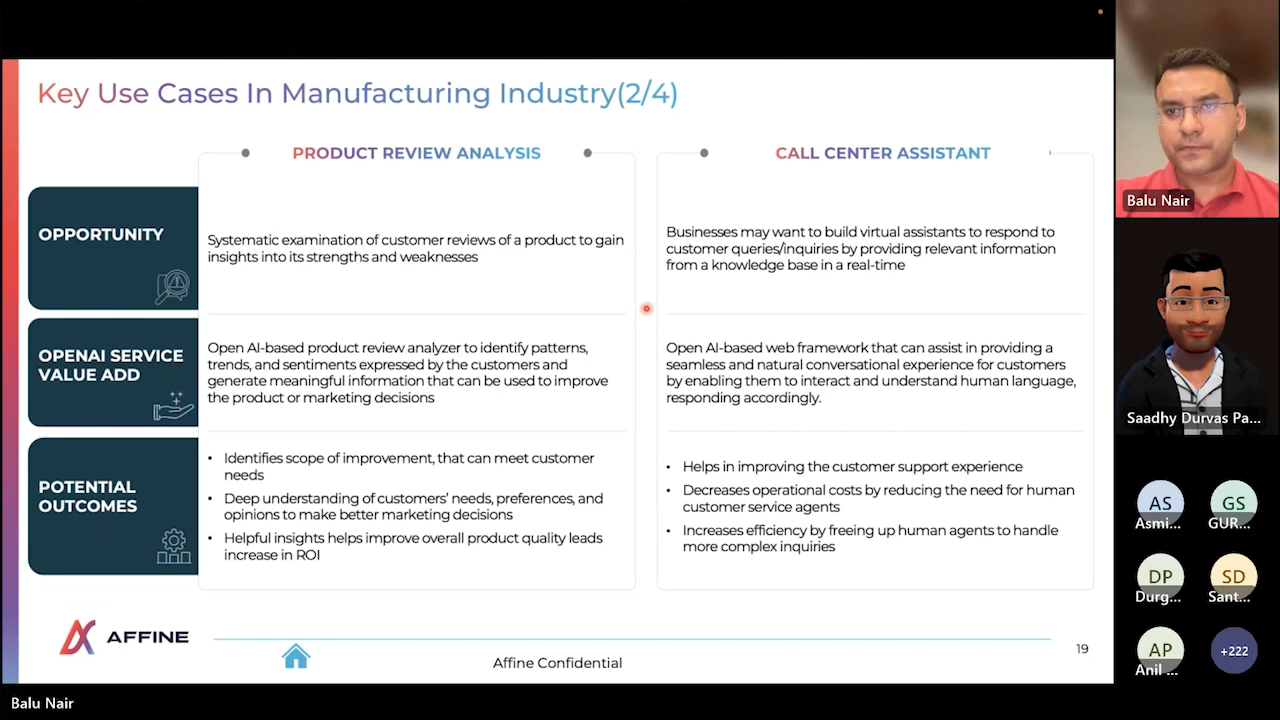 Key Use Cases In Manufacturing Industry(2/4)
PRODUCT REVIEW ANALYSIS
CALL CENTER ASSISTANT
OPPORTUNITY
Systematic examination of customer reviews of a product to gain
insights into its strengths and weaknesses
Businesses may want to build virtual assistants to respond to
customer queries/inquiries by providing relevant information
from a knowledge base in a real-time
OPENAI SERVICE
VALUE ADD
Open AI-based product review analyzer to identify patterns,
trends, and sentiments expressed by the customers and
generate meaningful information that can be used to improve
the product or marketing decisions
Open AI-based web framework that can assist in providing a
seamless and natural conversational experience for customers
by enabling them to interact and understand human language,
responding accordingly.
POTENTIAL
OUTCOMES
• Identifies scope of improvement, that can meet customer
needs
• Deep understanding of customers' needs, preferences, and
opinions to make better marketing decisions
• Helpful insights helps improve overall product quality leads
increase in ROI
• Helps in improving the customer support experience
• Decreases operational costs by reducing the need for human
customer service agents
• Increases efficiency by freeing up human agents to handle
more complex inquiries
AFFINE
Affine Confidential
19
Balu Nair
Saadhy Durvas Pa...
AS
Asmi...
GS
GUR...
DP
Durg...
SD
Sant...
AP
Anil ...
+222
Balu Nair